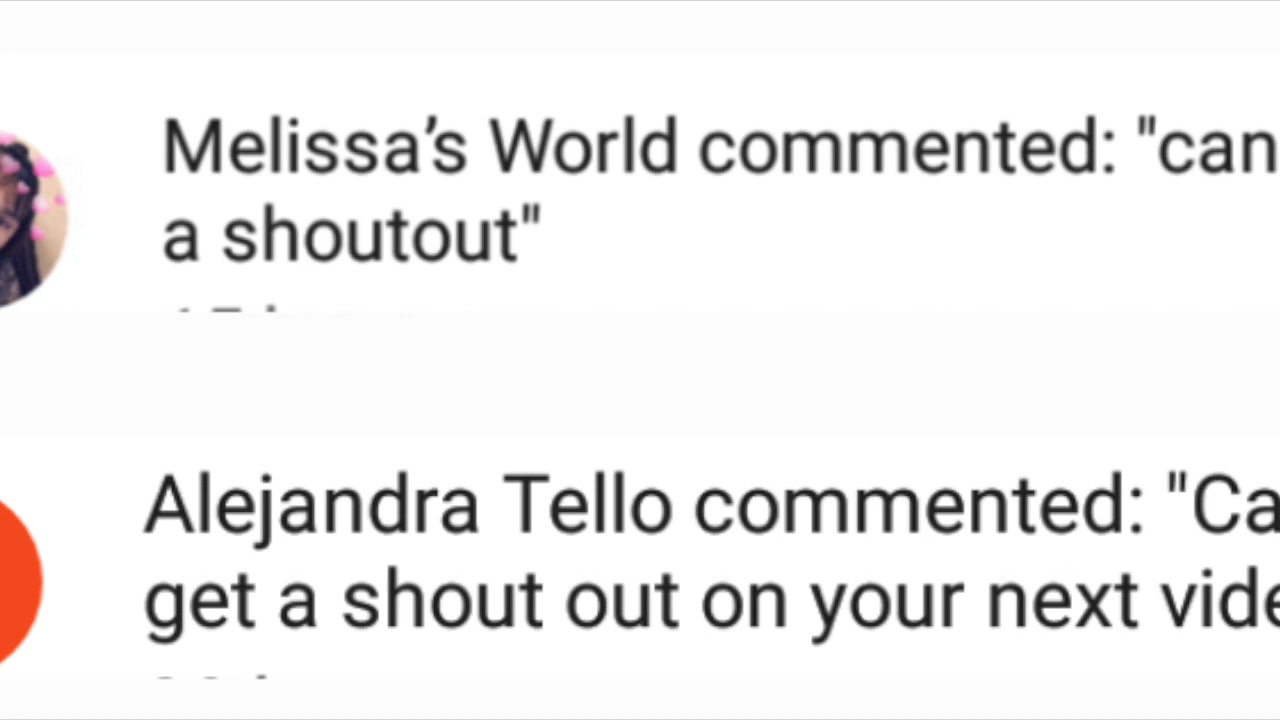 Melissa’s World commented: "can
a shoutout"
Alejandra Tello commented: "Ca
get a shout out on your next vide